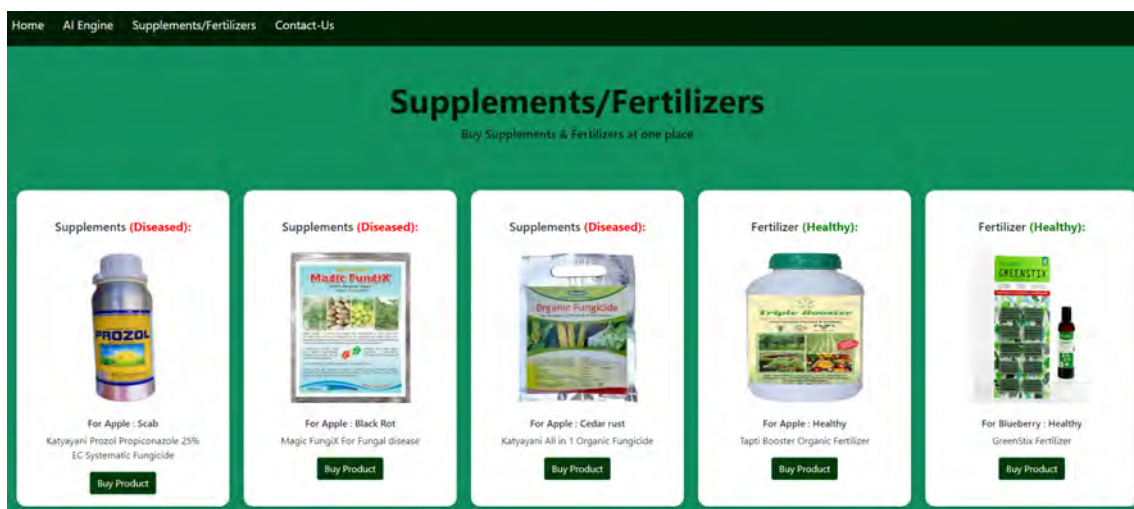 Home AI Engine Supplements/Fertilizers Contact-Us
Supplements/Fertilizers
Buy Supplements & Fertilizers at one place
Supplements (Diseased):
PROZOL
For Apple : Scab
Katyayani Prozol Propiconazole 25%
EC Systematic Fungicide
Buy Product
Supplements (Diseased):
Magic FungiX
For Apple : Black Rot
Magic FungiX For Fungal disease
Buy Product
Supplements (Diseased):
Organic Fungicide
For Apple : Cedar rust
Katyayani All in 1 Organic Fungicide
Buy Product
Fertilizer (Healthy):
Triple Booster
For Apple : Healthy
Tapti Booster Organic Fertilizer
Buy Product
Fertilizer (Healthy):
GREENSTIX
For Blueberry : Healthy
GreenStix Fertilizer
Buy Product